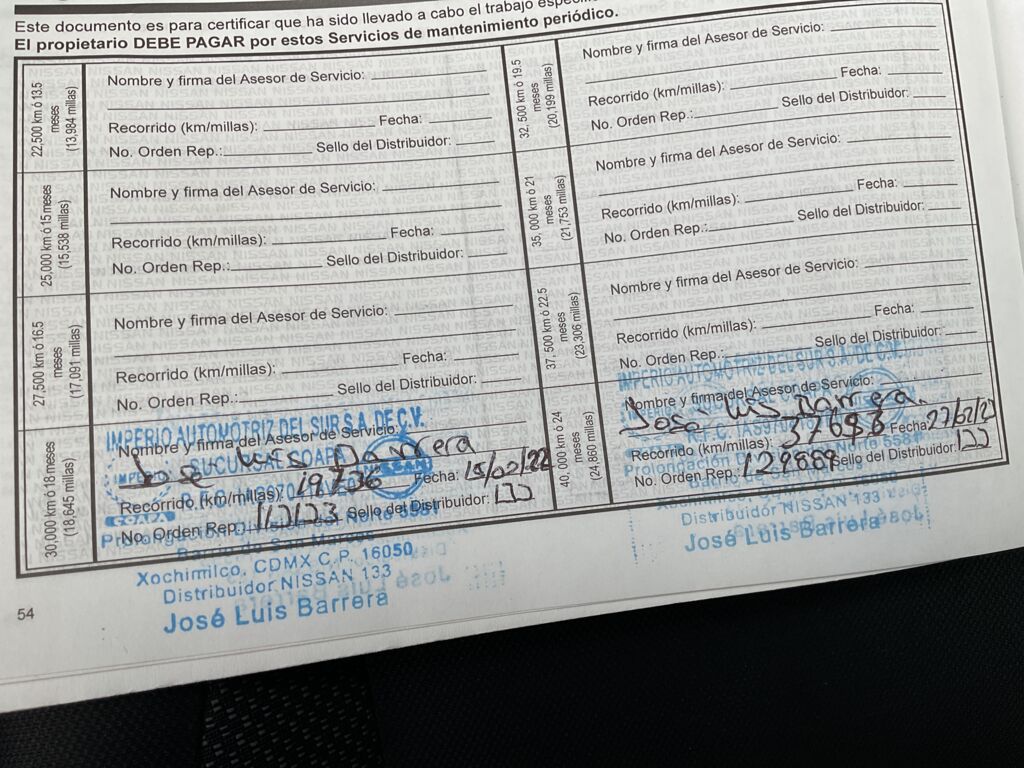 Este documento es para certificar que ha sido llevado a cabo el trabajo
El propietario DEBE PAGAR por estos Servicios de mantenimiento periódico.
22,500 km ó 13.5
meses
(13,984 millas)
Nombre y firma del Asesor de Servicio:
Recorrido (km/millas): Fecha:
No. Orden Rep.: Sello del Distribuidor:
25,000 km ó 15 meses
(15,538 millas)
Nombre y firma del Asesor de Servicio:
Recorrido (km/millas): Fecha:
No. Orden Rep.: Sello del Distribuidor:
27,500 km ó 16.5
meses
(17,091 millas)
Nombre y firma del Asesor de Servicio:
Recorrido (km/millas): Fecha:
No. Orden Rep.: Sello del Distribuidor:
30,000 km ó 18 meses
(18,645 millas)
IMPERIO AUTOMOTRIZ DEL SUR S.A. DE C.V.
Nombre y firma del Asesor de Servicio:
José Luis Barrera
Recorrido (km/millas): 19736 Fecha: 15/02/22
No. Orden Rep.: Sello del Distribuidor: 133
Xochimilco, CDMX C.P. 16050
Distribuidor NISSAN 133
José Luis Barrera
32, 500 km ó 19.5
meses
(20,199 millas)
Nombre y firma del Asesor de Servicio:
Recorrido (km/millas): Fecha:
No. Orden Rep.: Sello del Distribuidor:
35, 000 km ó 21
meses
(21,753 millas)
Nombre y firma del Asesor de Servicio:
Recorrido (km/millas): Fecha:
No. Orden Rep.: Sello del Distribuidor:
37, 500 km ó 22.5
meses
(23,306 millas)
Nombre y firma del Asesor de Servicio:
Recorrido (km/millas): Fecha:
No. Orden Rep.: Sello del Distribuidor:
40, 000 km ó 24
meses
(24,860 millas)
IMPERIO AUTOMOTRIZ DEL SUR S.A. DE C.V.
Nombre y firma del Asesor de Servicio:
José Luis Barrera.
Recorrido (km/millas): Fecha:
No. Orden Rep.: 129889 Sello del Distribuidor: 133
Distribuidor NISSAN 133
José Luis Barrera
54